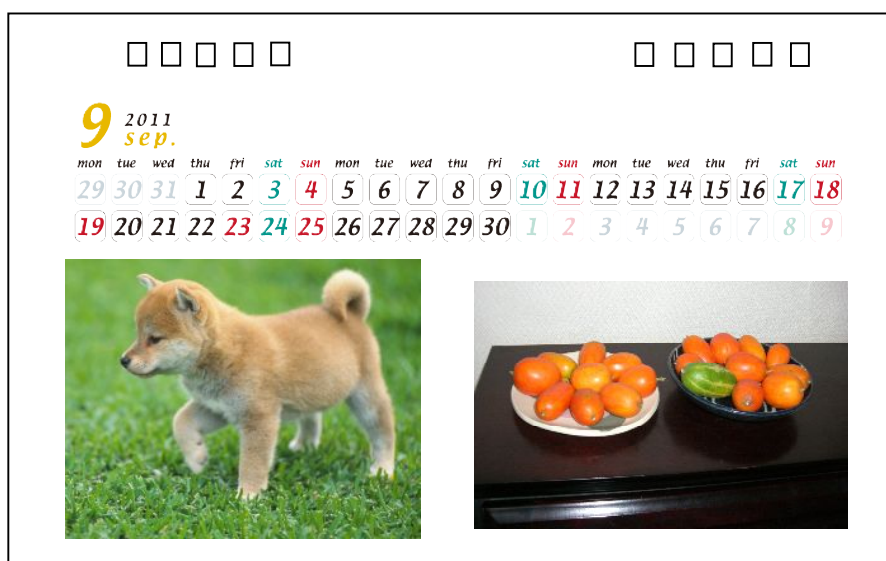 9 2011
sep.
mon tue wed thu fri sat sun mon tue wed thu fri sat sun mon tue wed thu fri sat sun
29 30 31 1 2 3 4 5 6 7 8 9 10 11 12 13 14 15 16 17 18
19 20 21 22 23 24 25 26 27 28 29 30 1 2 3 4 5 6 7 8 9